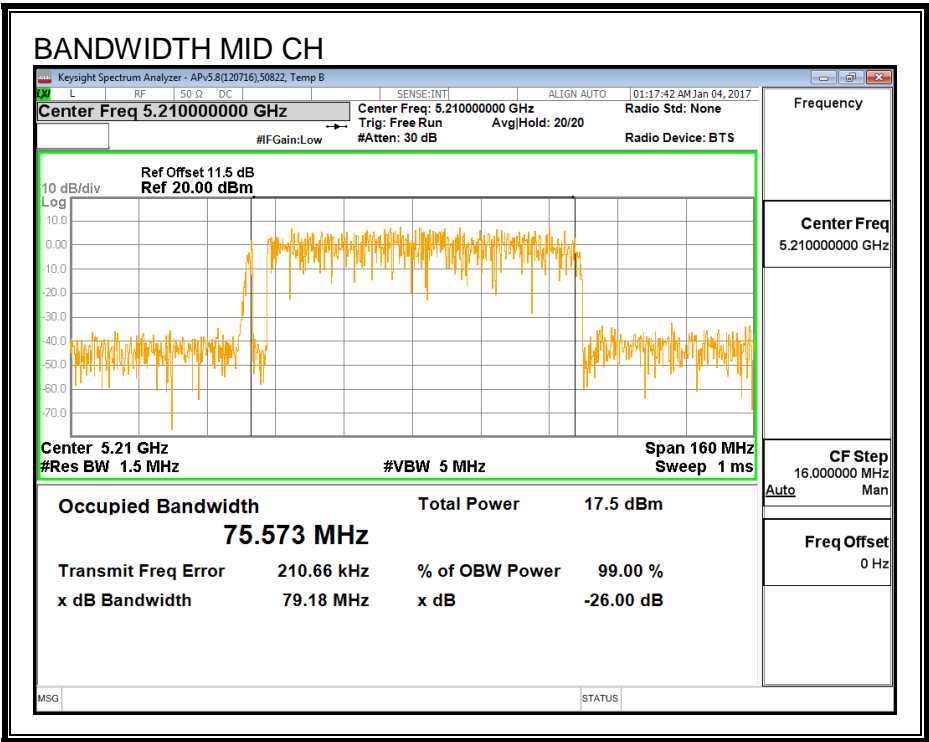 BANDWIDTH MID CH
Keysight Spectrum Analyzer - APv5.8(120716),50822, Temp B
LXI L RF 50 Ω DC SENSE:INT ALIGN AUTO 01:17:42 AM Jan 04, 2017
Center Freq 5.210000000 GHz
Center Freq: 5.210000000 GHz
Radio Std: None
Trig: Free Run Avg|Hold: 20/20
#IFGain:Low
#Atten: 30 dB
Radio Device: BTS
Frequency
Ref Offset 11.5 dB
10 dB/div Ref 20.00 dBm
Log
10.0
0.00
-10.0
-20.0
-30.0
-40.0
-50.0
-60.0
-70.0
Center 5.21 GHz Span 160 MHz
#Res BW 1.5 MHz #VBW 5 MHz Sweep 1 ms
Center Freq
5.210000000 GHz
CF Step
16.000000 MHz
Auto Man
Freq Offset
0 Hz
Occupied Bandwidth Total Power 17.5 dBm
75.573 MHz
Transmit Freq Error 210.66 kHz % of OBW Power 99.00 %
x dB Bandwidth 79.18 MHz x dB -26.00 dB
MSG STATUS